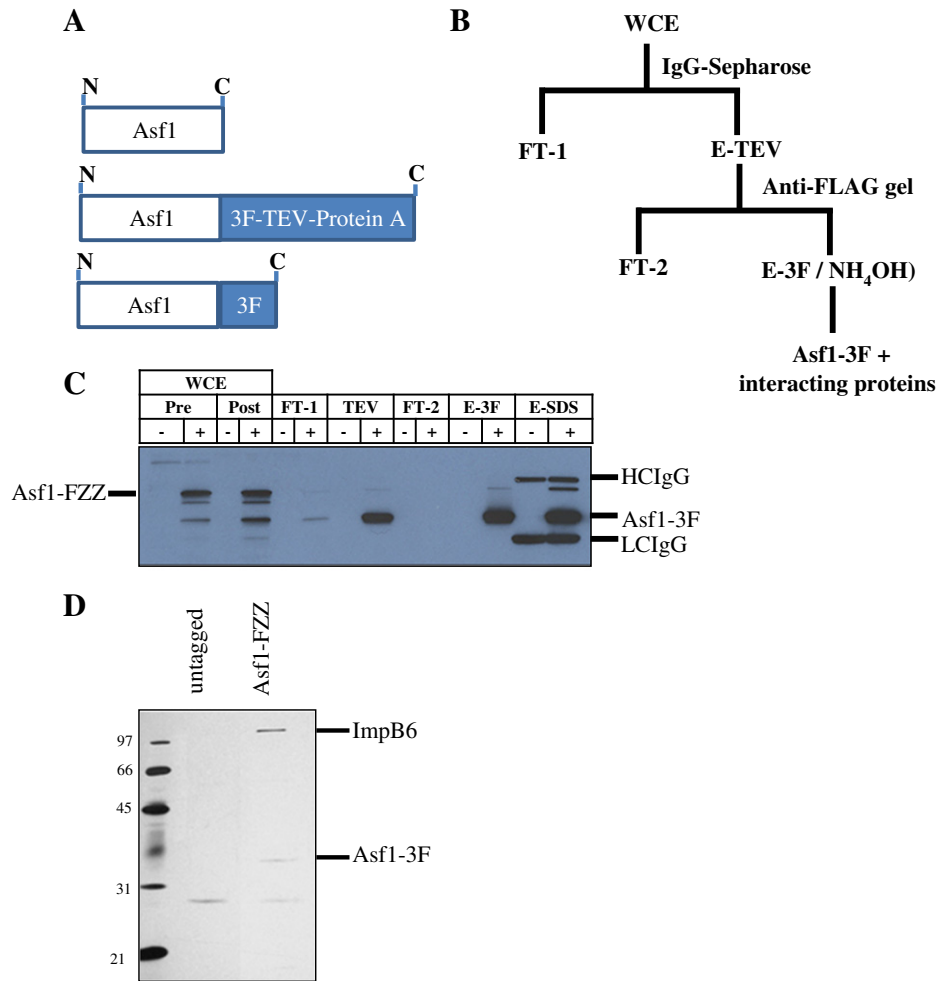 A
N C
Asf1
N C
Asf1 3F-TEV-Protein A
N C
Asf1 3F
B
WCE
IgG-Sepharose
FT-1 E-TEV
Anti-FLAG gel
FT-2 E-3F / NH4OH)
Asf1-3F +
interacting proteins
C
WCE
Pre Post FT-1 TEV FT-2 E-3F E-SDS
- + - + - + - + - + - + - +
Asf1-FZZ
HCIgG
Asf1-3F
LCIgG
D
untagged
Asf1-FZZ
97
66
45
31
21
ImpB6
Asf1-3F